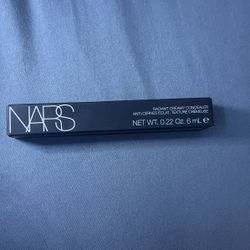 NARS
RADIANT CREAMY CONCEALER
ANTI-CERNES ÉCLAT, TEXTURE CRÉMEUSE
NET WT. 0.22 Oz. 6 mL ℮